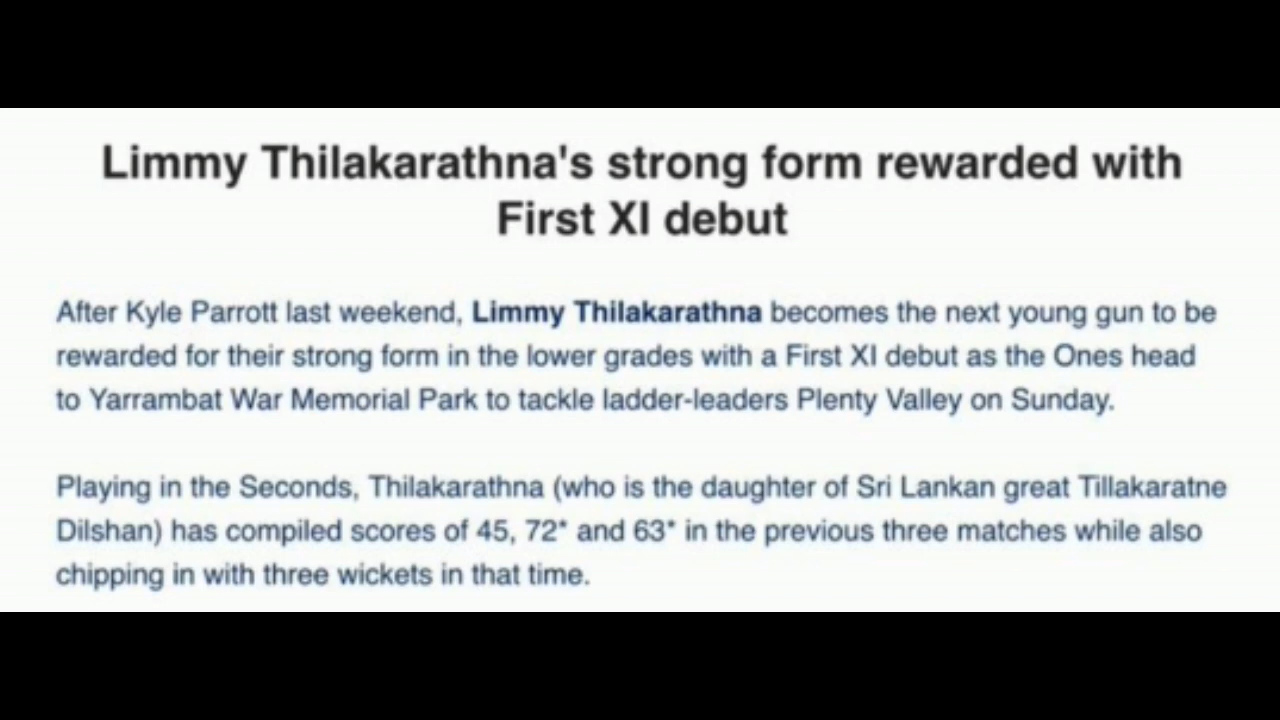 Limmy Thilakarathna's strong form rewarded with
First XI debut
After Kyle Parrott last weekend, Limmy Thilakarathna becomes the next young gun to be
rewarded for their strong form in the lower grades with a First XI debut as the Ones head
to Yarrambat War Memorial Park to tackle ladder-leaders Plenty Valley on Sunday.
Playing in the Seconds, Thilakarathna (who is the daughter of Sri Lankan great Tillakaratne
Dilshan) has compiled scores of 45, 72* and 63* in the previous three matches while also
chipping in with three wickets in that time.